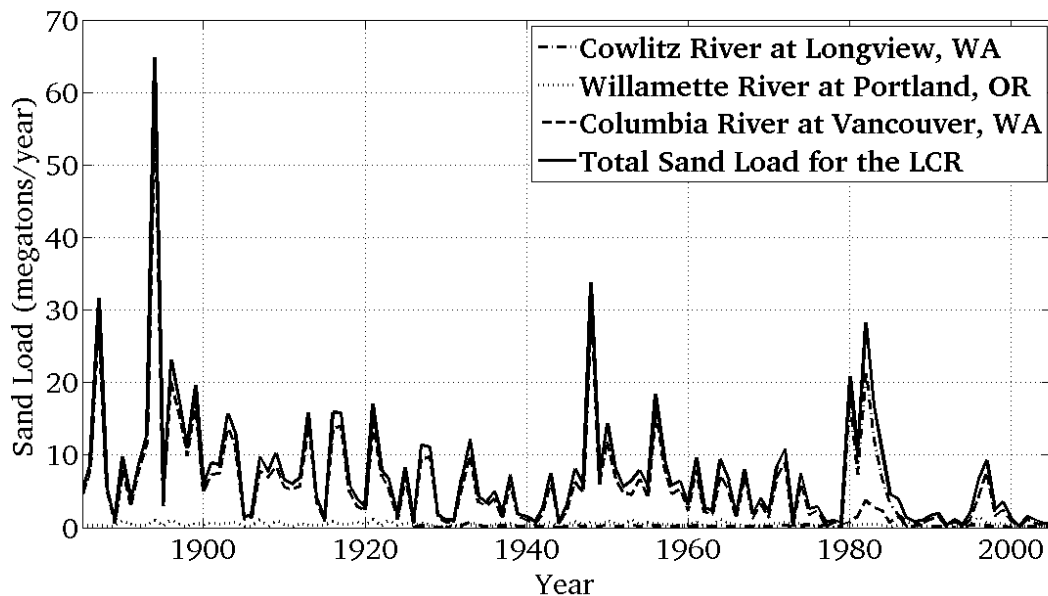 70
60
50
40
30
20
10
0
Sand Load (megatons/year)
Cowlitz River at Longview, WA
Willamette River at Portland, OR
Columbia River at Vancouver, WA
Total Sand Load for the LCR
1900 1920 1940 1960 1980 2000
Year